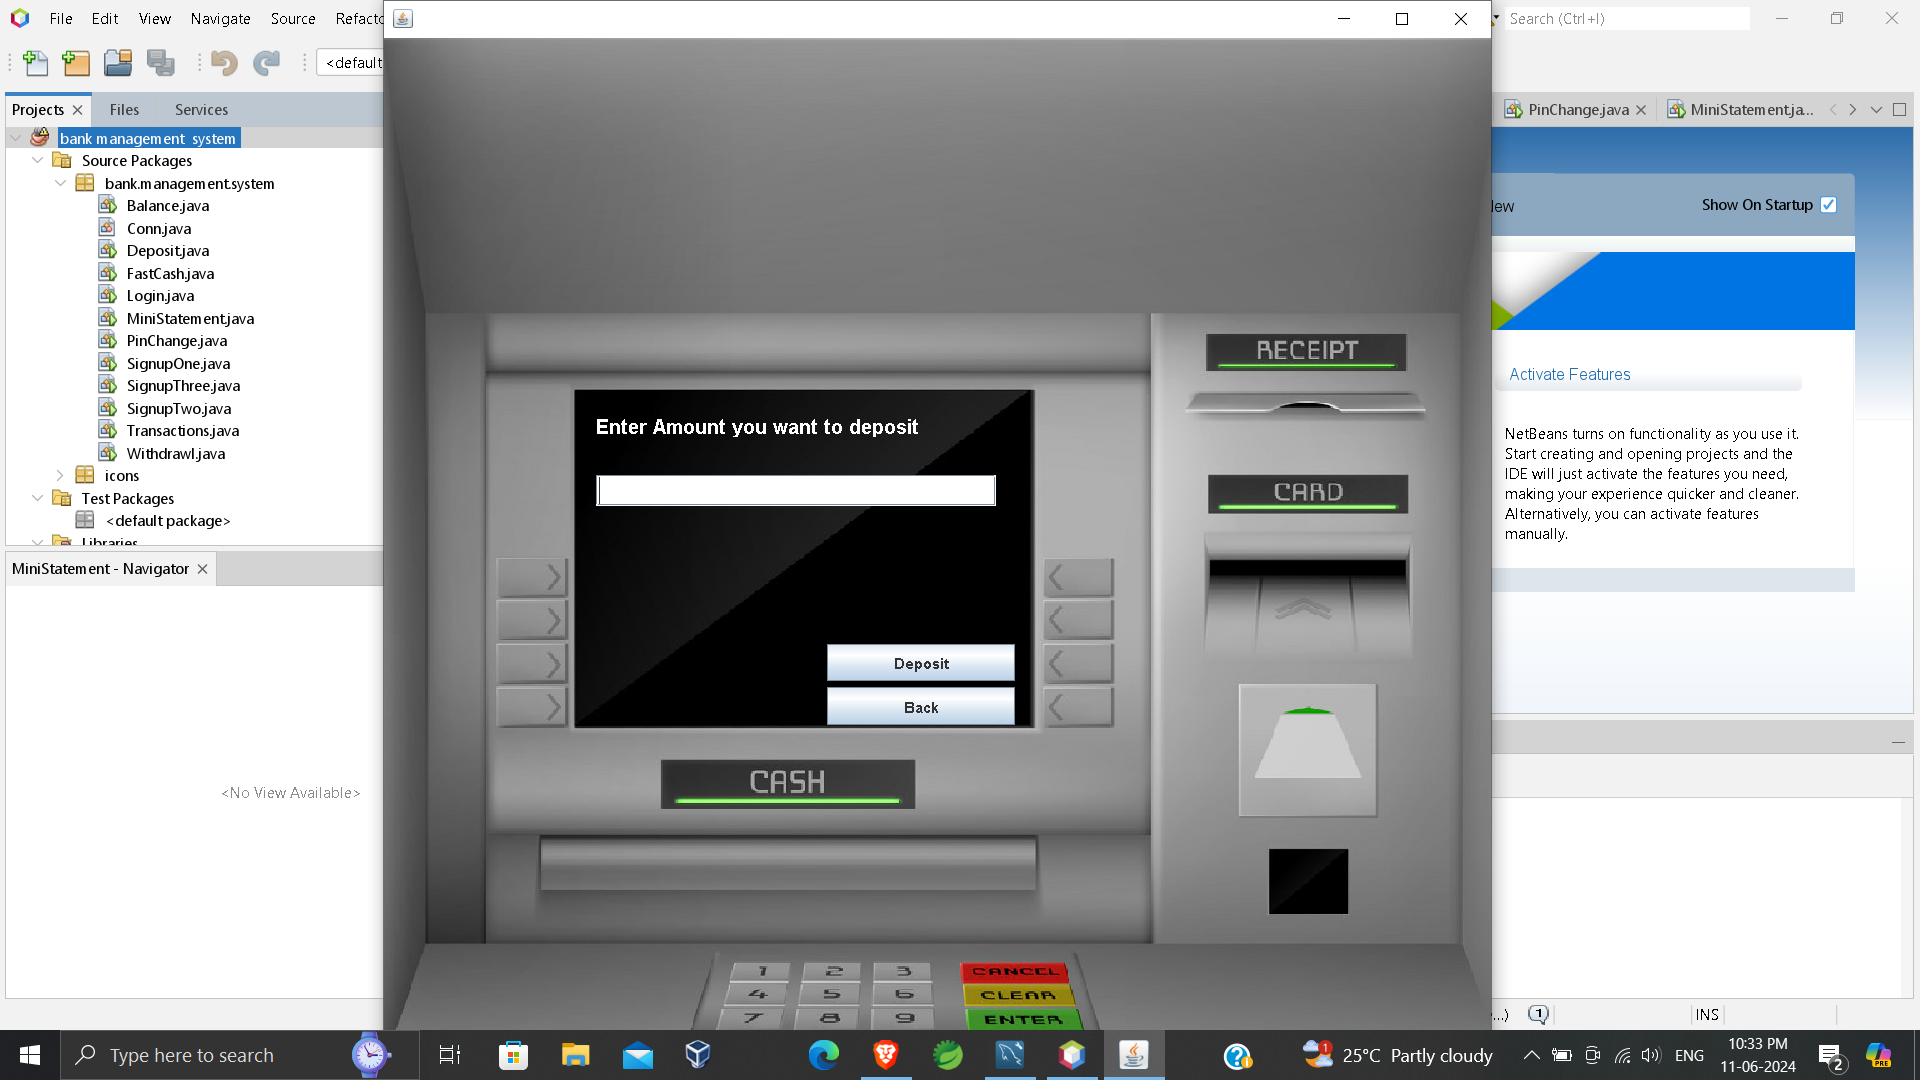 File Edit View Navigate Source Refacto
Search (Ctrl+I)
<default
Projects Files Services
PinChange.java MiniStatement.ja...
bank management system
Source Packages
bank.management.system
Balance.java
Conn.java
Deposit.java
FastCash.java
Login.java
MiniStatement.java
PinChange.java
SignupOne.java
SignupThree.java
SignupTwo.java
Transactions.java
Withdrawl.java
icons
Test Packages
<default package>
Libraries
MiniStatement - Navigator
<No View Available>
Enter Amount you want to deposit
Deposit
Back
CASH
RECEIPT
CARD
1 2 3 CANCEL
4 5 6 CLEAR
7 8 9 ENTER
Show On Startup
Activate Features
NetBeans turns on functionality as you use it.
Start creating and opening projects and the
IDE will just activate the features you need,
making your experience quicker and cleaner.
Alternatively, you can activate features
manually.
...) 1 INS
Type here to search
1 25°C Partly cloudy
ENG
10:33 PM
11-06-2024
2
PRE